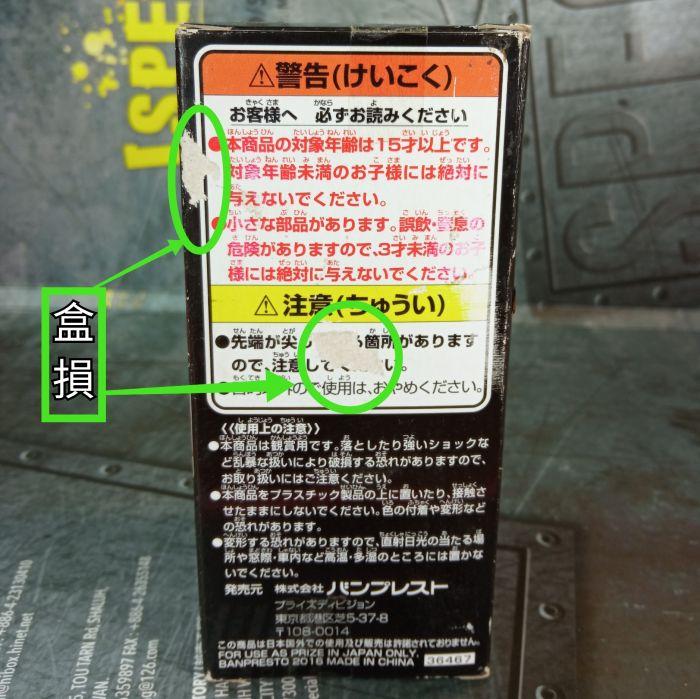 ISPE
⚠警告(けいこく)
お客様へ 必ずお読みください
●本商品の対象年齢は15才以上です。
対象年齢未満のお子様には絶対に
与えないでください。
●小さな部品があります。誤飲・窒息の
危険がありますので、3才未満のお子
様には絶対に与えないでください。
⚠注意(ちゅうい)
●先端が尖 箇所があります
ので、注意して ください。
使用は、おやめください。
盒損
《使用上の注意》
●本商品は観賞用です。落としたり強いショックな
ど乱暴な扱いにより破損する恐れがありますので、
お取り扱いにはご注意ください。
●本商品をプラスチック製品の上に置いたり、接触さ
せたままにしないでください。色の付着や変形など
の恐れがあります。
●変形する恐れがありますので、直射日光の当たる場
所や窓際・車内など高温・多湿のところには置かな
いでください。
発売元 株式会社 バンプレスト
プライズディビジョン
東京都港区芝5-37-8
〒108-0014
この商品は日本国外での使用及び販売は許諾されておりません。
FOR USE AS PRIZE IN JAPAN ONLY.
BANPRESTO 2016 MADE IN CHINA 36467